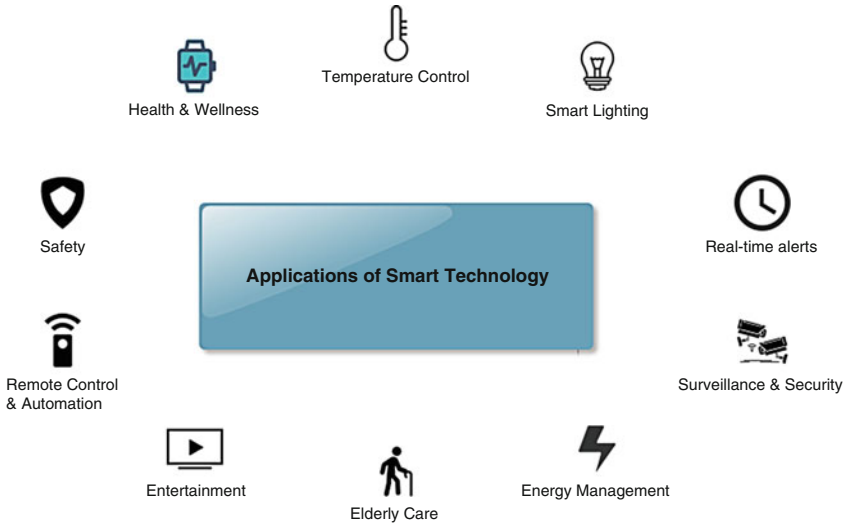 Temperature Control
Health & Wellness
Smart Lighting
Safety
Real-time alerts
Applications of Smart Technology
Remote Control
& Automation
Surveillance & Security
Entertainment
Energy Management
Elderly Care